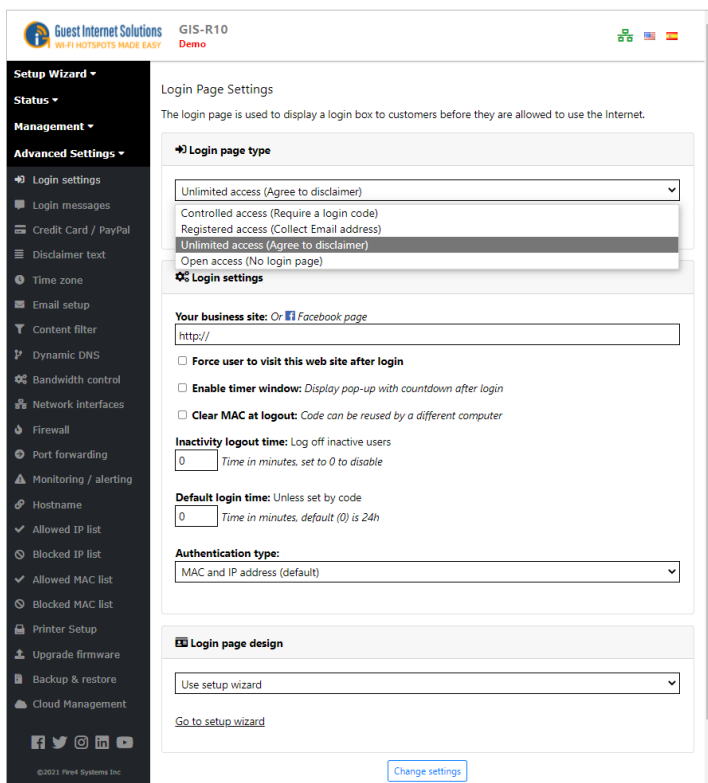 Guest Internet Solutions
WI-FI HOTSPOTS MADE EASY
GIS-R10
Demo
Setup Wizard
Status
Management
Advanced Settings
Login settings
Login messages
Credit Card / PayPal
Disclaimer text
Time zone
Email setup
Content filter
Dynamic DNS
Bandwidth control
Network interfaces
Firewall
Port forwarding
Monitoring / alerting
Hostname
Allowed IP list
Blocked IP list
Allowed MAC list
Blocked MAC list
Printer Setup
Upgrade firmware
Backup & restore
Cloud Management
©2021 Fire4 Systems Inc
Login Page Settings
The login page is used to display a login box to customers before they are allowed to use the Internet.
Login page type
Unlimited access (Agree to disclaimer)
Controlled access (Require a login code)
Registered access (Collect Email address)
Unlimited access (Agree to disclaimer)
Open access (No login page)
Login settings
Your business site: Or Facebook page
http://
Force user to visit this web site after login
Enable timer window: Display pop-up with countdown after login
Clear MAC at logout: Code can be reused by a different computer
Inactivity logout time: Log off inactive users
0 Time in minutes, set to 0 to disable
Default login time: Unless set by code
0 Time in minutes, default (0) is 24h
Authentication type:
MAC and IP address (default)
Login page design
Use setup wizard
Go to setup wizard
Change settings